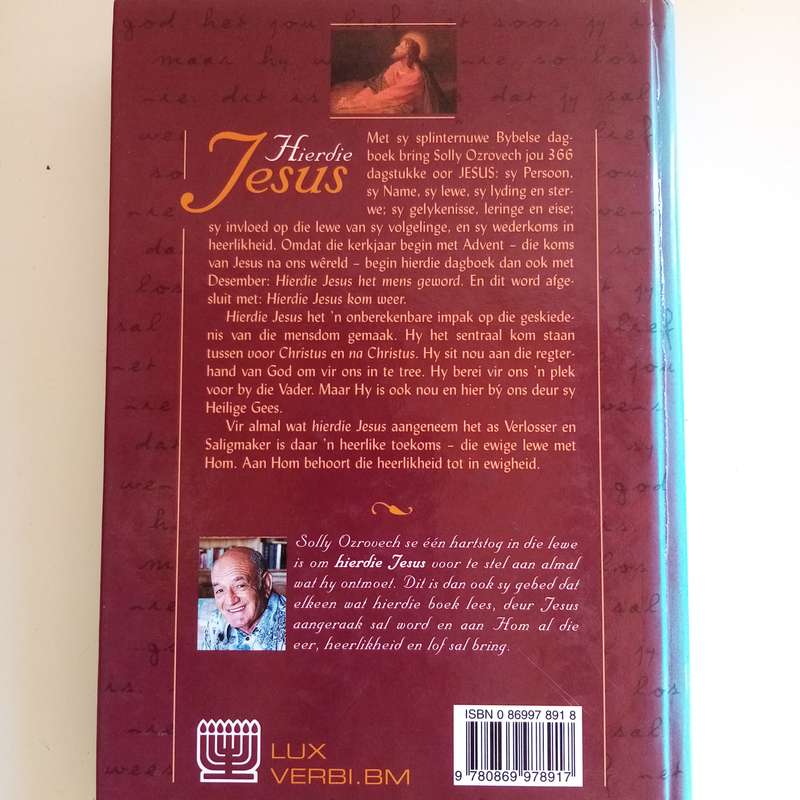 god het jou lief
Hierdie
Jesus
Met sy splinternuwe Bybelse dag-
boek bring Solly Ozrovech jou 366
dagstukke oor JESUS: sy Persoon,
sy Name, sy lewe, sy lyding en ster-
we; sy gelykenisse, leringe en eise;
sy invloed op die lewe van sy volgelinge, en sy wederkoms in
heerlikheid. Omdat die kerkjaar begin met Advent – die koms
van Jesus na ons wêreld – begin hierdie dagboek dan ook met
Desember: Hierdie Jesus het mens geword. En dit word afge-
sluit met: Hierdie Jesus kom weer.
Hierdie Jesus het 'n onberekenbare impak op die geskiede-
nis van die mensdom gemaak. Hy het sentraal kom staan
tussen voor Christus en na Christus. Hy sit nou aan die regter-
hand van God om vir ons in te tree. Hy berei vir ons 'n plek
voor by die Vader. Maar Hy is ook nou en hier bý ons deur sy
Heilige Gees.
Vir almal wat hierdie Jesus aangeneem het as Verlosser en
Saligmaker is daar 'n heerlike toekoms – die ewige lewe met
Hom. Aan Hom behoort die heerlikheid tot in ewigheid.
Solly Ozrovech se één hartstog in die lewe
is om hierdie Jesus voor te stel aan almal
wat hy ontmoet. Dit is dan ook sy gebed dat
elkeen wat hierdie boek lees, deur Jesus
aangeraak sal word en aan Hom al die
eer, heerlikheid en lof sal bring.
LUX
VERBI.BM
ISBN 0 86997 891 8
9 780869 978917